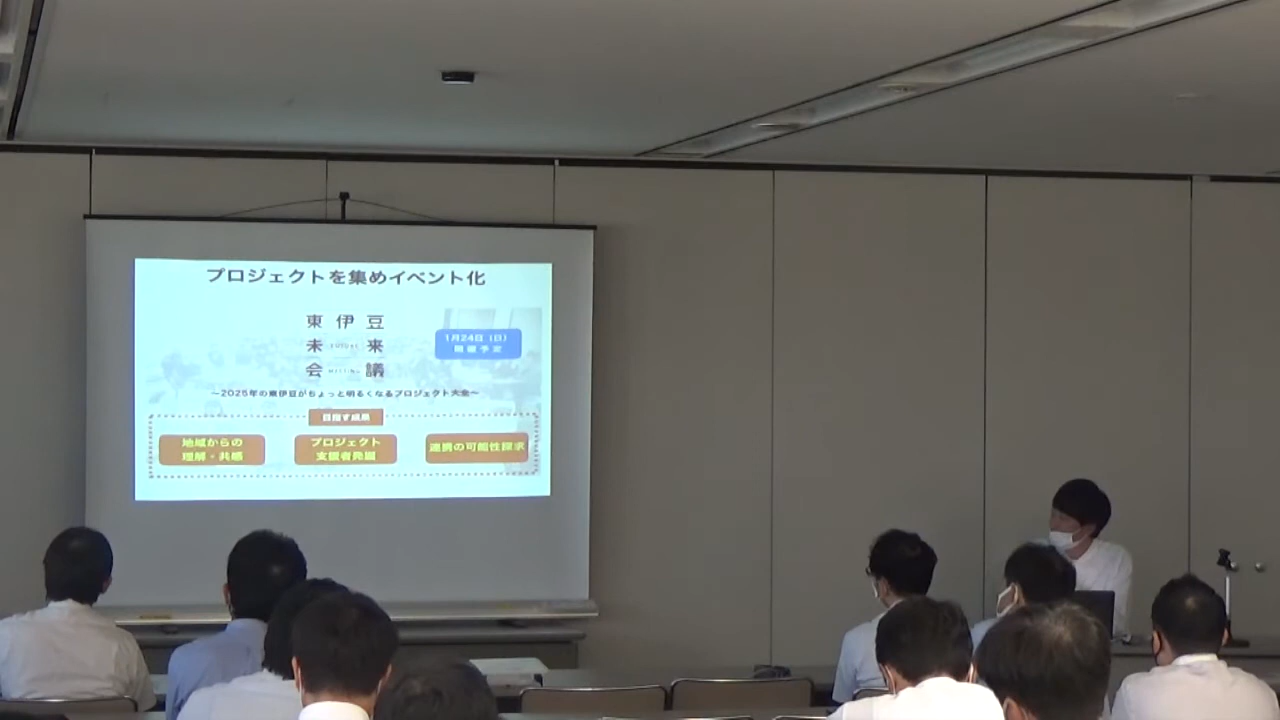 プロジェクトを集めイベント化
東伊豆
未 FUTURE 来
会 MEETING 議
1月24日（日）
開催予定
～2025年の東伊豆がちょっと明るくなるプロジェクト大会～
目指す成果
地域からの
理解・共感
プロジェクト
支援者発掘
連携の可能性探求